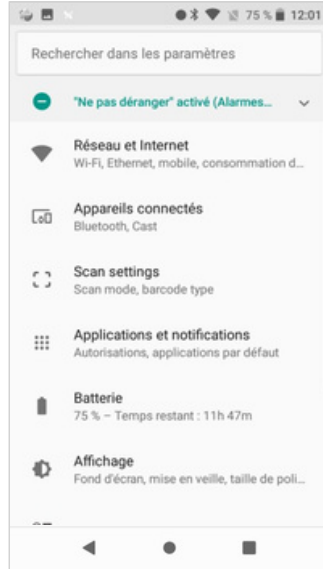 75 % 12:01
Rechercher dans les paramètres
"Ne pas déranger" activé (Alarmes...
Réseau et Internet
Wi-Fi, Ethernet, mobile, consommation d...
Appareils connectés
Bluetooth, Cast
Scan settings
Scan mode, barcode type
Applications et notifications
Autorisations, applications par défaut
Batterie
75 % – Temps restant : 11h 47m
Affichage
Fond d'écran, mise en veille, taille de poli...